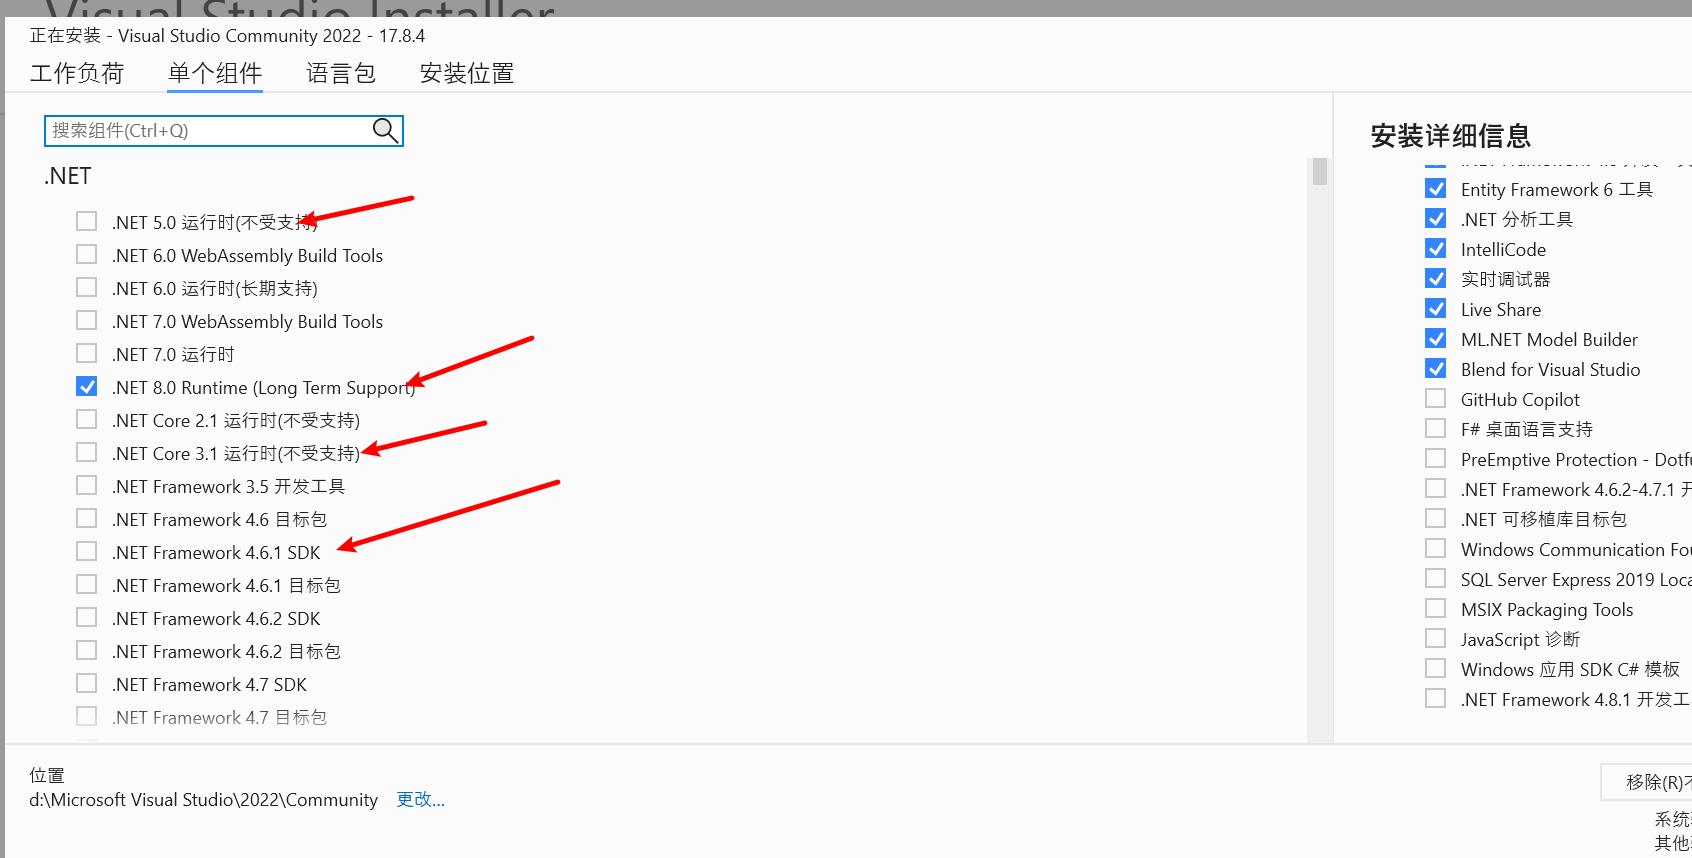 Visual Studio Installer
正在安装 - Visual Studio Community 2022 - 17.8.4
工作负荷 单个组件 语言包 安装位置
搜索组件(Ctrl+Q)
.NET
.NET 5.0 运行时(不受支持)
.NET 6.0 WebAssembly Build Tools
.NET 6.0 运行时(长期支持)
.NET 7.0 WebAssembly Build Tools
.NET 7.0 运行时
.NET 8.0 Runtime (Long Term Support)
.NET Core 2.1 运行时(不受支持)
.NET Core 3.1 运行时(不受支持)
.NET Framework 3.5 开发工具
.NET Framework 4.6 目标包
.NET Framework 4.6.1 SDK
.NET Framework 4.6.1 目标包
.NET Framework 4.6.2 SDK
.NET Framework 4.6.2 目标包
.NET Framework 4.7 SDK
.NET Framework 4.7 目标包
安装详细信息
Entity Framework 6 工具
.NET 分析工具
IntelliCode
实时调试器
Live Share
ML.NET Model Builder
Blend for Visual Studio
GitHub Copilot
F# 桌面语言支持
PreEmptive Protection - Dotfu
.NET Framework 4.6.2-4.7.1 开
.NET 可移植库目标包
Windows Communication Fou
SQL Server Express 2019 Loca
MSIX Packaging Tools
JavaScript 诊断
Windows 应用 SDK C# 模板
.NET Framework 4.8.1 开发工
位置
d:\Microsoft Visual Studio\2022\Community 更改...
移除(R)不
系统
其他